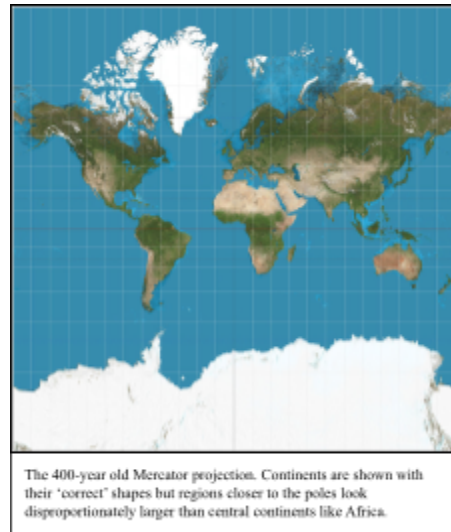 The 400-year old Mercator projection. Continents are shown with
their ‘correct’ shapes but regions closer to the poles look
disproportionately larger than central continents like Africa.